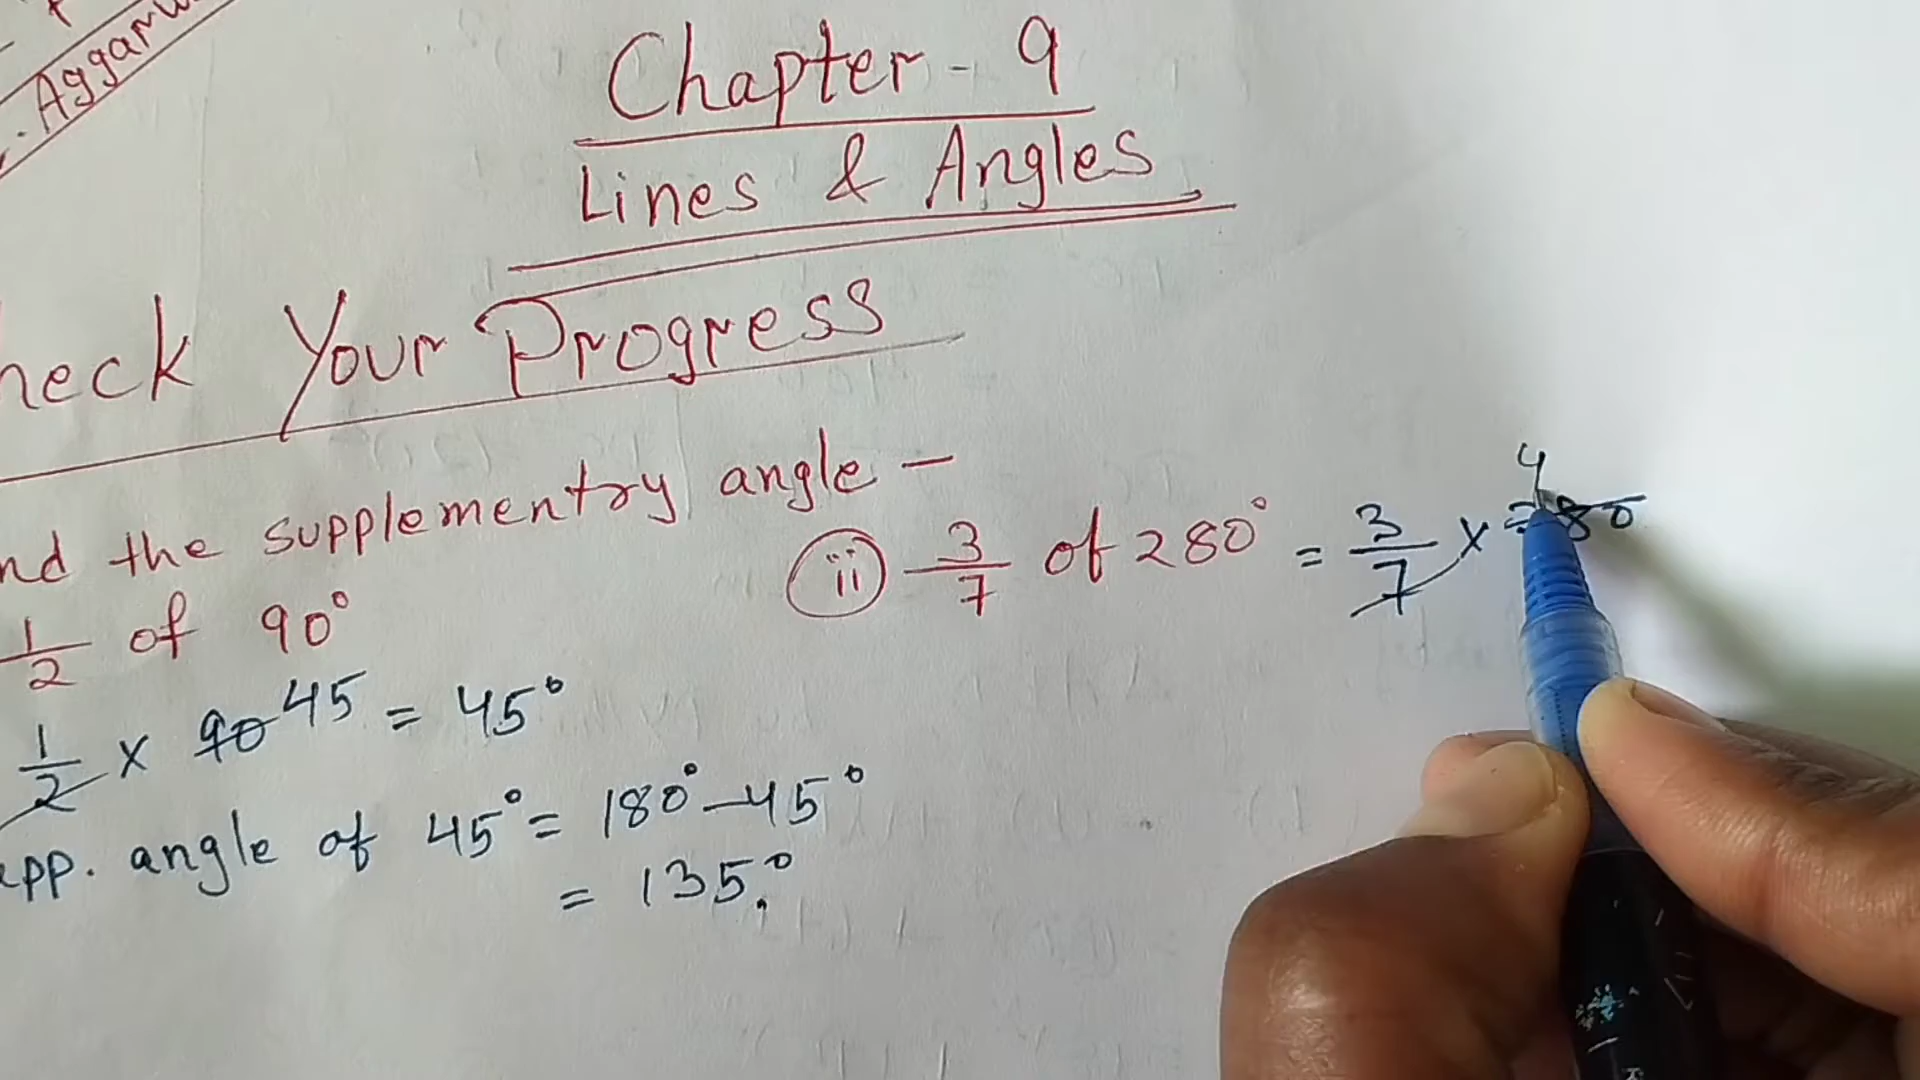 . Aggarw
Chapter - 9
Lines & Angles
heck Your Progress
nd the supplementry angle —
1/2 of 90°
1/2 × 90 45 = 45°
pp. angle of 45° = 180° — 45°
= 135°.
(ii) 3/7 of 280° = 3/7 × 280 4